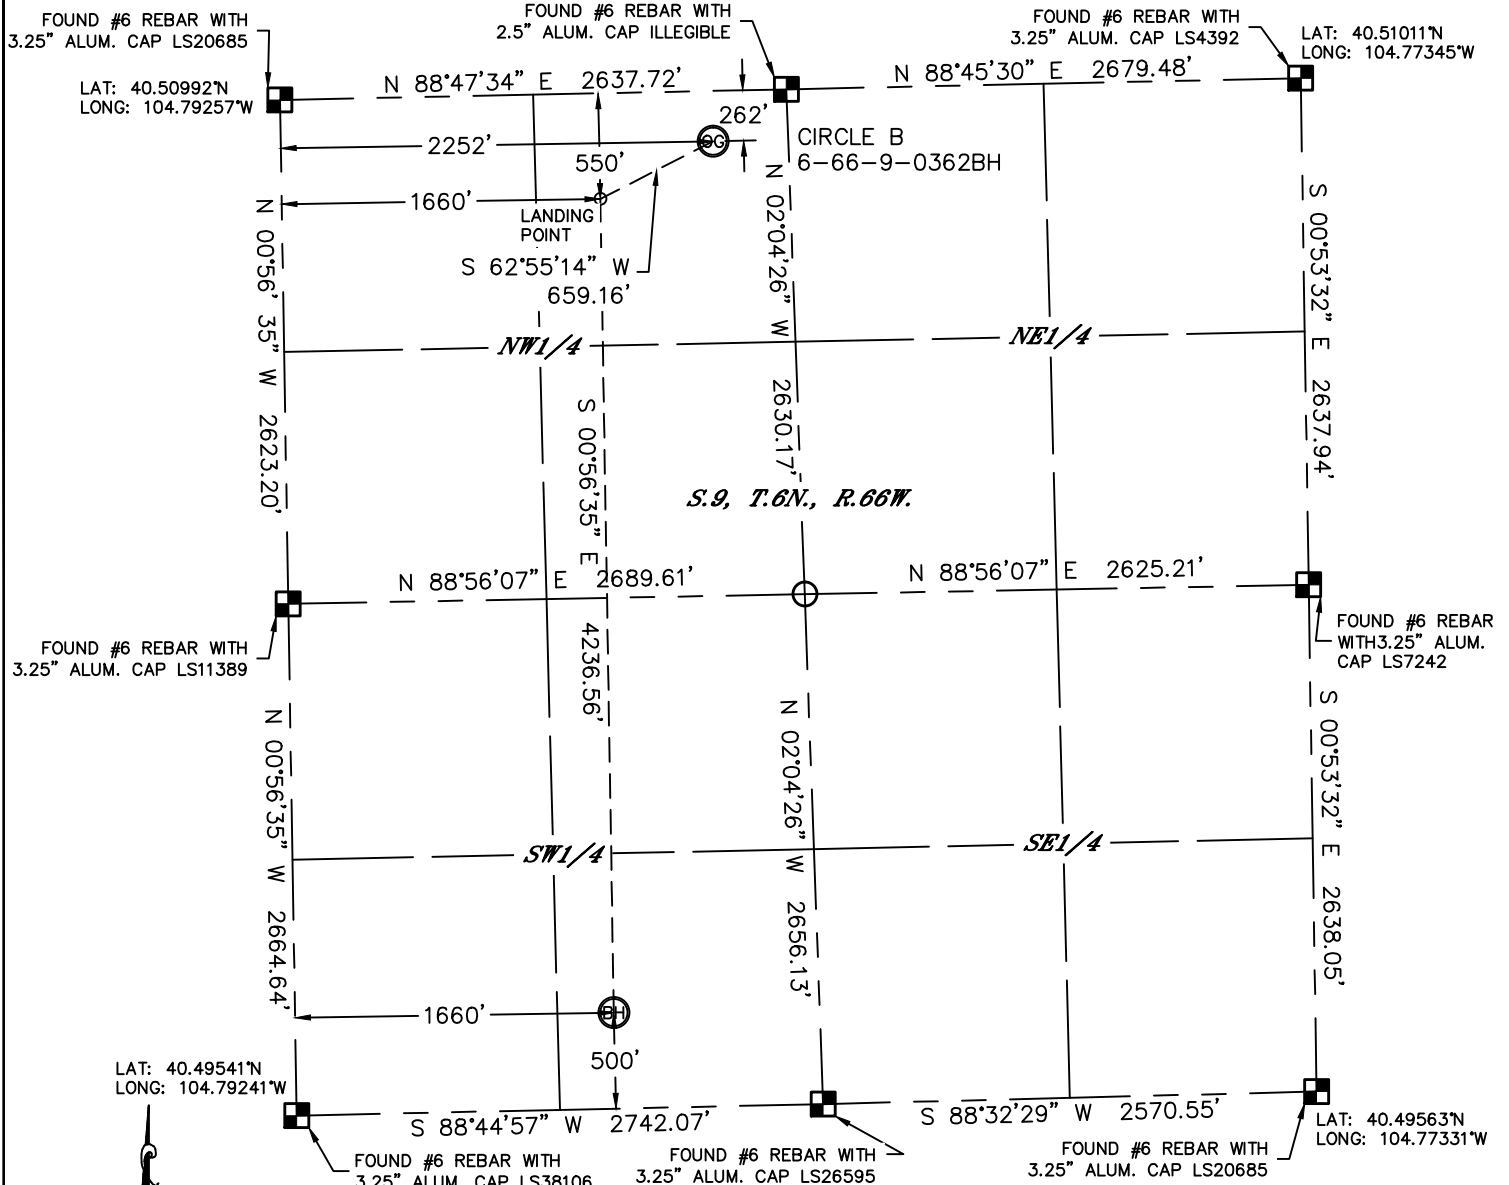 FOUND #6 REBAR WITH
3.25" ALUM. CAP LS20685
FOUND #6 REBAR WITH
2.5" ALUM. CAP ILLEGIBLE
FOUND #6 REBAR WITH
3.25" ALUM. CAP LS4392
LAT: 40.51011°N
LONG: 104.77345°W
LAT: 40.50992°N
LONG: 104.79257°W
N 88°47'34" E 2637.72'
N 88°45'30" E 2679.48'
262'
2252'
OG
CIRCLE B
6-66-9-0362BH
550'
1660'
LANDING
POINT
S 62°55'14" W
659.16'
N 00°56' 35" W 2623.20'
N 02°04'26" W 2630.17'
S 00°53'32" E 2637.94'
NW1/4
NE1/4
S 00°56'35" E 4236.56'
S.9, T.6N., R.66W.
N 88°56'07" E 2689.61'
N 88°56'07" E 2625.21'
FOUND #6 REBAR WITH
3.25" ALUM. CAP LS11389
FOUND #6 REBAR
WITH3.25" ALUM.
CAP LS7242
N 00°56'35" W 2664.64'
N 02°04'26" W 2656.13'
S 00°53'32" E 2638.05'
SW1/4
SE1/4
1660'
BH
500'
LAT: 40.49541°N
LONG: 104.79241°W
S 88°44'57" W 2742.07'
S 88°32'29" W 2570.55'
LAT: 40.49563°N
LONG: 104.77331°W
FOUND #6 REBAR WITH
3.25" ALUM. CAP LS38106
FOUND #6 REBAR WITH
3.25" ALUM. CAP LS26595
FOUND #6 REBAR WITH
3.25" ALUM. CAP LS20685